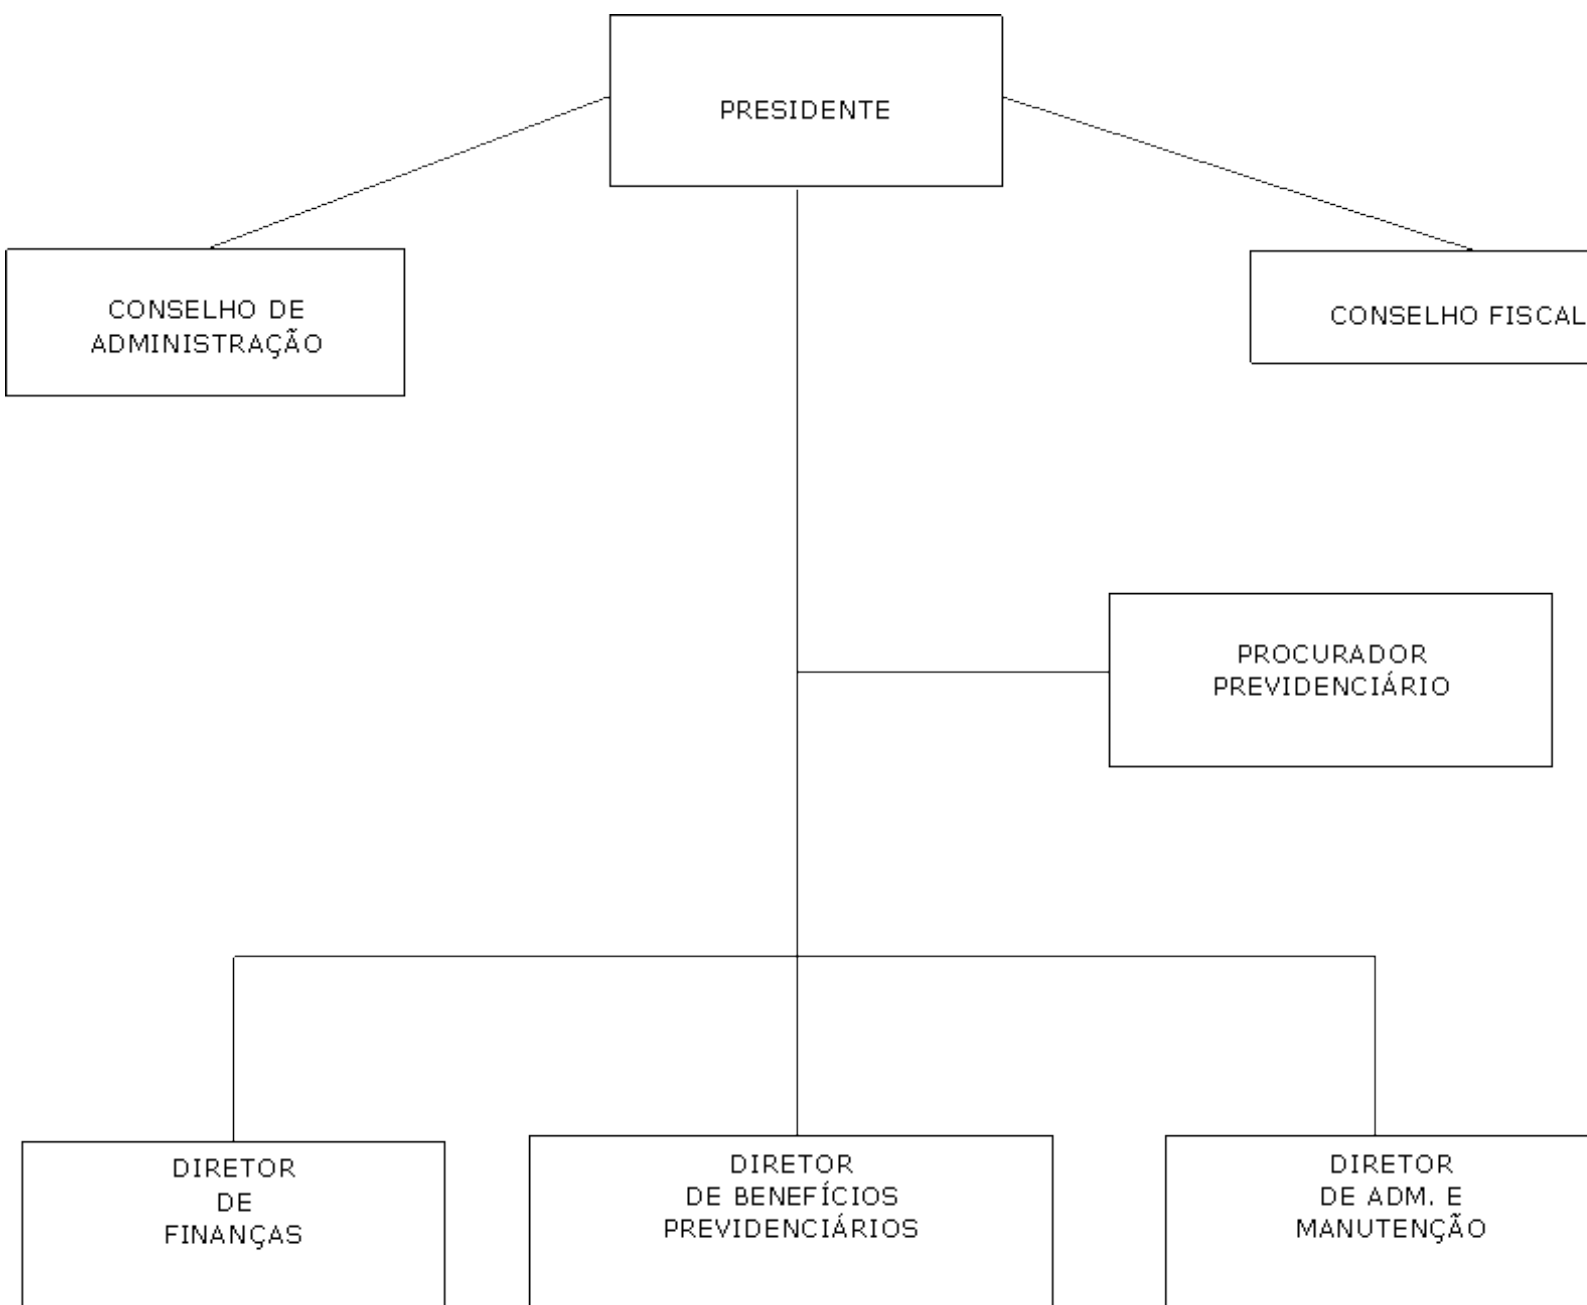 PRESIDENTE
CONSELHO DE
ADMINISTRAÇÃO
CONSELHO FISCAL
PROCURADOR
PREVIDENCIÁRIO
DIRETOR
DE
FINANÇAS
DIRETOR
DE BENEFÍCIOS
PREVIDENCIÁRIOS
DIRETOR
DE ADM. E
MANUTENÇÃO